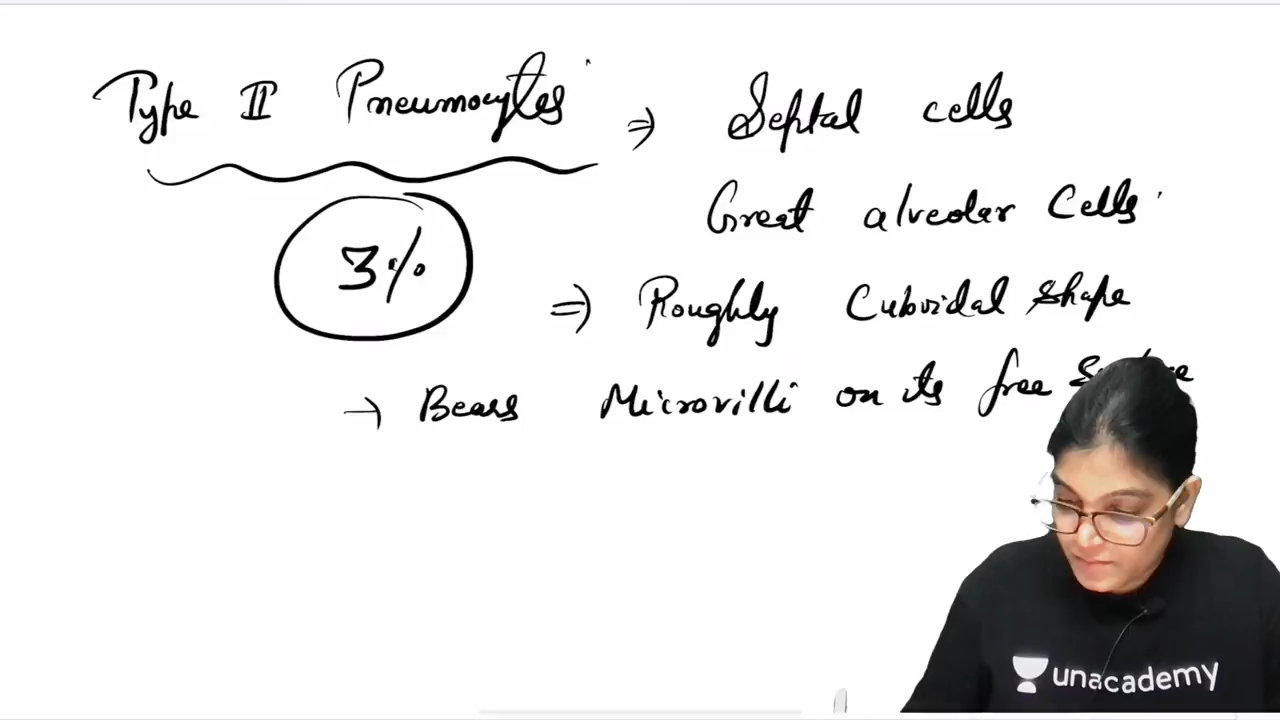 Type II Pneumocytes ⇒ Septal cells
Great alveolar Cells
3%
⇒ Roughly Cuboidal shape
→ Bears Microvilli on its free
unacademy